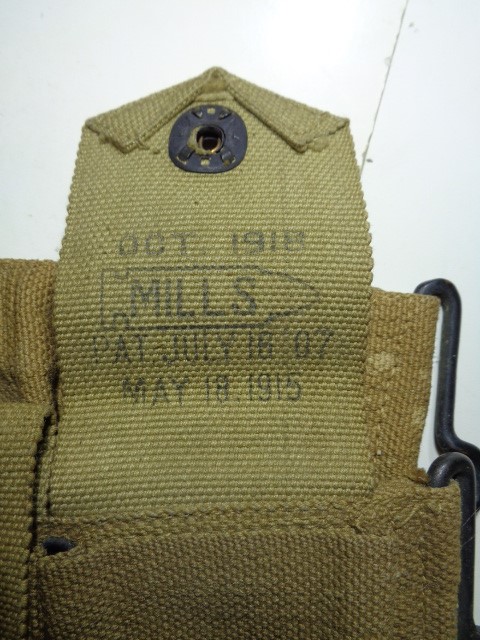 OCT. 1918
MILLS
PAT. JULY 16 '07
MAY 18.1915